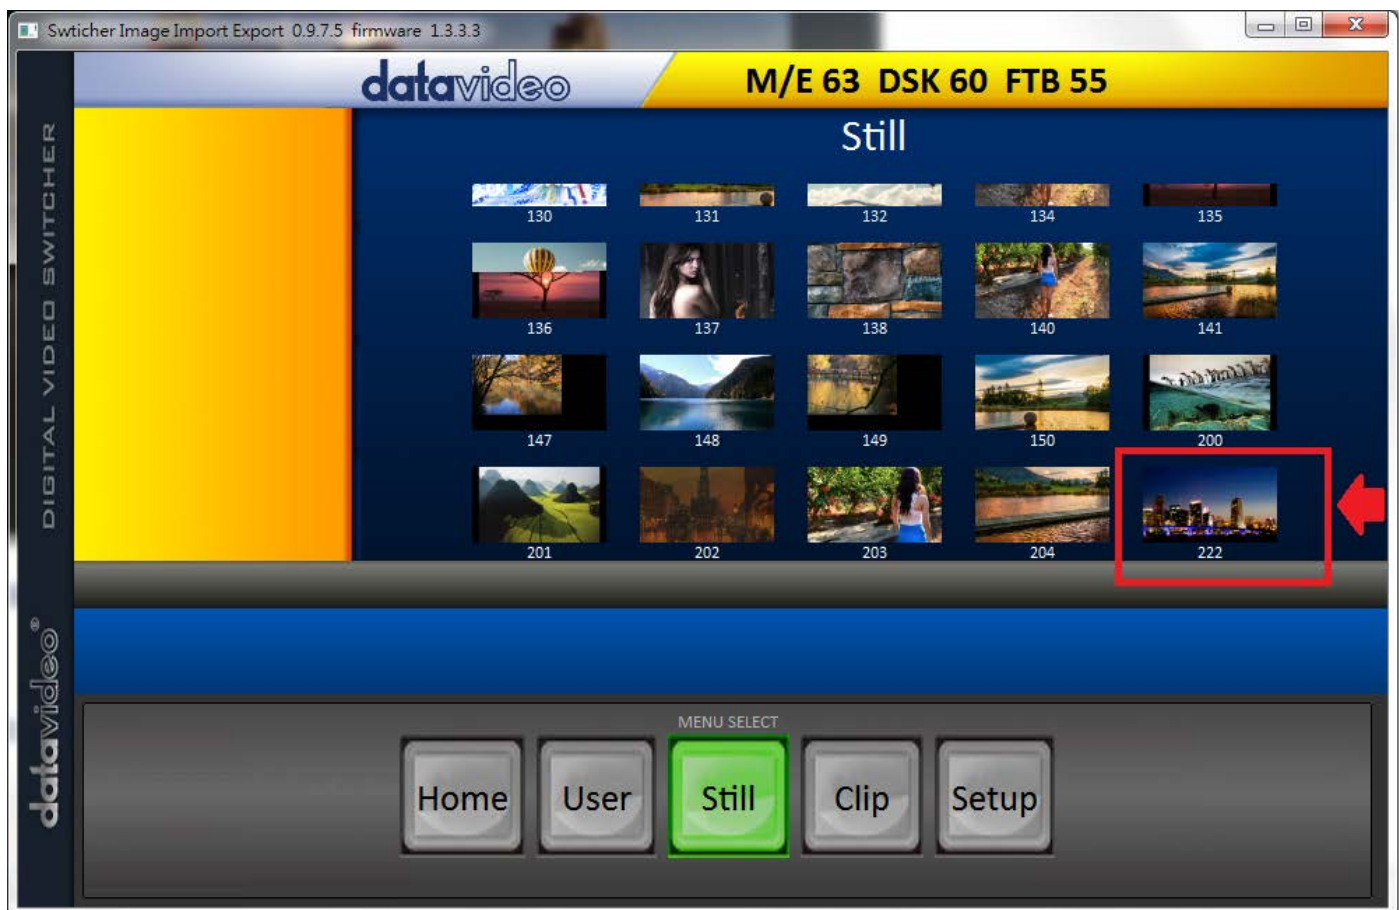 Swticher Image Import Export 0.9.7.5 firmware 1.3.3.3
datavideo
M/E 63 DSK 60 FTB 55
Still
130 131 132 134 135
136 137 138 140 141
147 148 149 150 200
201 202 203 204 222
DIGITAL VIDEO SWITCHER
datavideo®
MENU SELECT
Home User Still Clip Setup